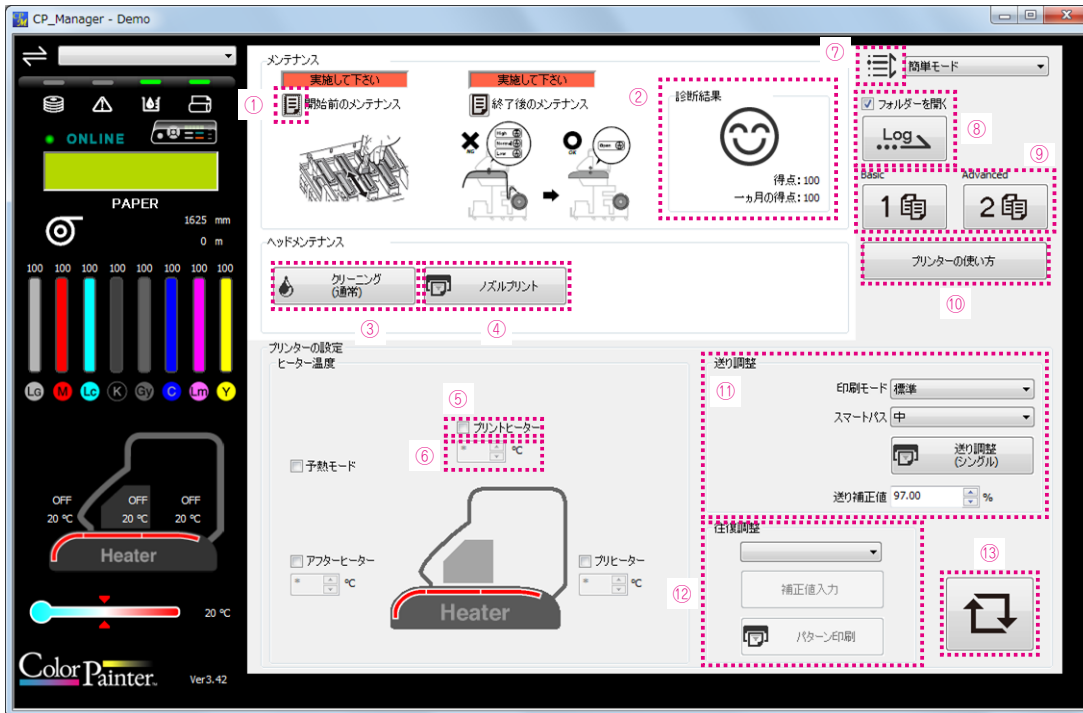 CP_Manager - Demo
ONLINE
PAPER
1625 mm
0 m
100 100 100 100 100 100 100 100
Lg M Lc K Gy C Lm Y
OFF OFF OFF
20 ℃ 20 ℃ 20 ℃
Heater
20 ℃
Color Painter™
Ver3.42
メンテナンス
実施して下さい
① 開始前のメンテナンス
実施して下さい
終了後のメンテナンス
NG
High
Normal
Low
OK
Open
②
診断結果
得点:100
一ヵ月の得点:100
ヘッドメンテナンス
クリーニング
(通常)
③
ノズルプリント
④
⑦
簡単モード
フォルダーを開く
Log
⑧
⑨
Basic Advanced
1 2
プリンターの使い方
⑩
プリンターの設定
ヒーター温度
⑤
プリントヒーター
⑥ * ℃
予熱モード
アフターヒーター
* ℃
プリヒーター
* ℃
Heater
送り調整
⑪
印刷モード 標準
スマートパス 中
送り調整
(シングル)
送り補正値 97.00 %
往復調整
⑫
補正値入力
パターン印刷
⑬